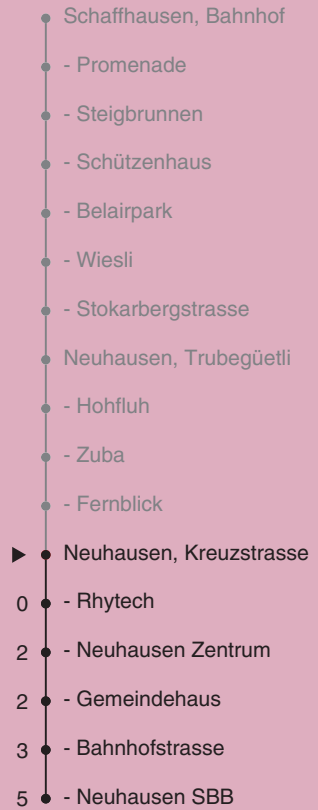 Schaffhausen, Bahnhof
- Promenade
- Steigbrunnen
- Schützenhaus
- Belairpark
- Wiesli
- Stokarbergstrasse
Neuhausen, Trubegüetli
- Hohfluh
- Zuba
- Fernblick
Neuhausen, Kreuzstrasse
0 - Rhytech
2 - Neuhausen Zentrum
2 - Gemeindehaus
3 - Bahnhofstrasse
5 - Neuhausen SBB